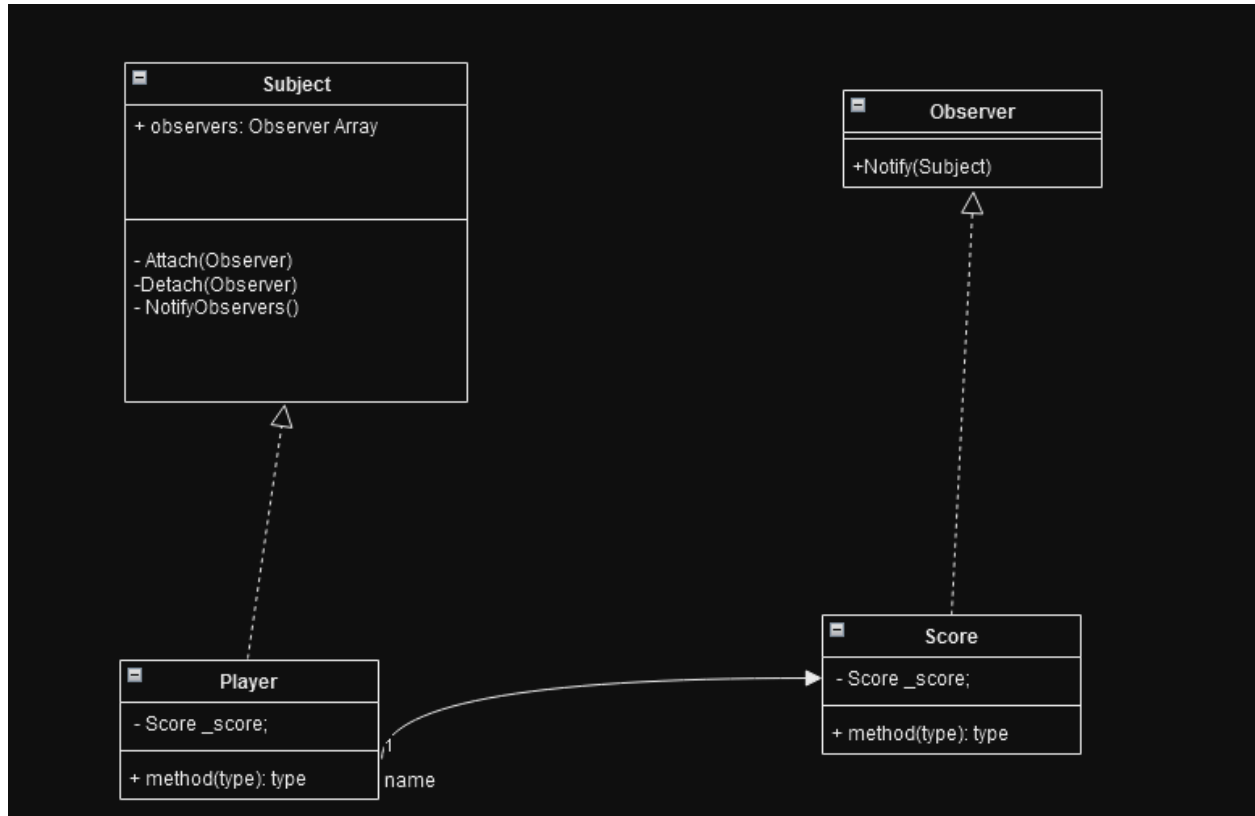 Subject
+ observers: Observer Array
- Attach(Observer)
-Detach(Observer)
- NotifyObservers()
Observer
+Notify(Subject)
Player
- Score _score;
+ method(type): type
1
name
Score
- Score _score;
+ method(type): type